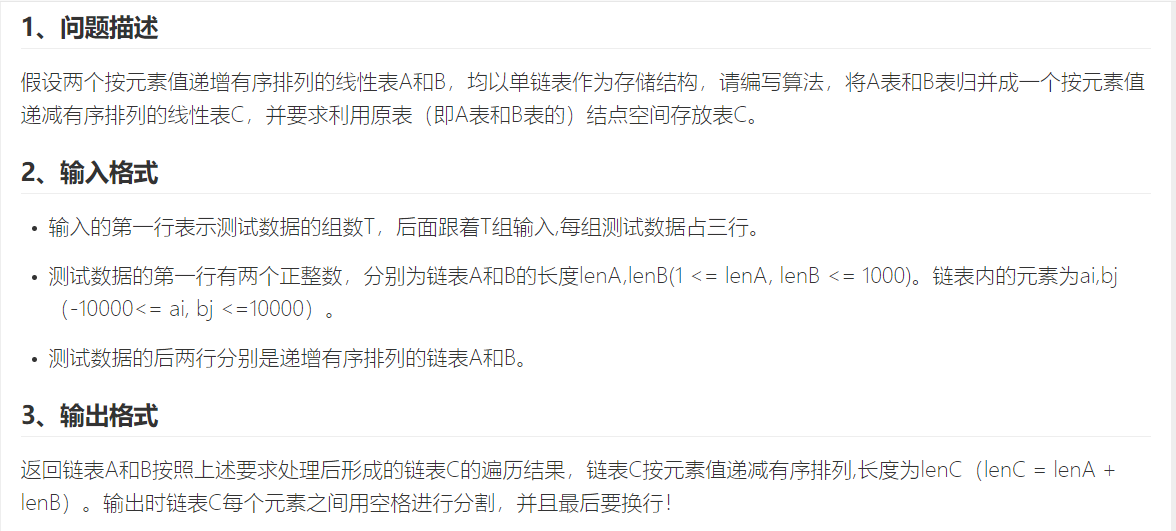 1、问题描述
假设两个按元素值递增有序排列的线性表A和B，均以单链表作为存储结构，请编写算法，将A表和B表归并成一个按元素值
递减有序排列的线性表C，并要求利用原表（即A表和B表的）结点空间存放表C。
2、输入格式
• 输入的第一行表示测试数据的组数T，后面跟着T组输入,每组测试数据占三行。
• 测试数据的第一行有两个正整数，分别为链表A和B的长度lenA,lenB(1 <= lenA, lenB <= 1000)。链表内的元素为ai,bj
（-10000<= ai, bj <=10000）。
• 测试数据的后两行分别是递增有序排列的链表A和B。
3、输出格式
返回链表A和B按照上述要求处理后形成的链表C的遍历结果，链表C按元素值递减有序排列,长度为lenC（lenC = lenA +
lenB）。输出时链表C每个元素之间用空格进行分割，并且最后要换行！